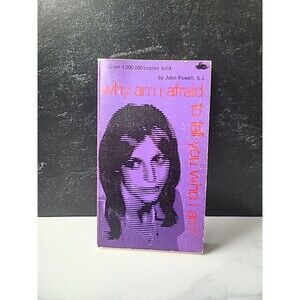 Over 1,000,000 copies sold
by John Powell, S.J.
why am i afraid
to tell you who i am?